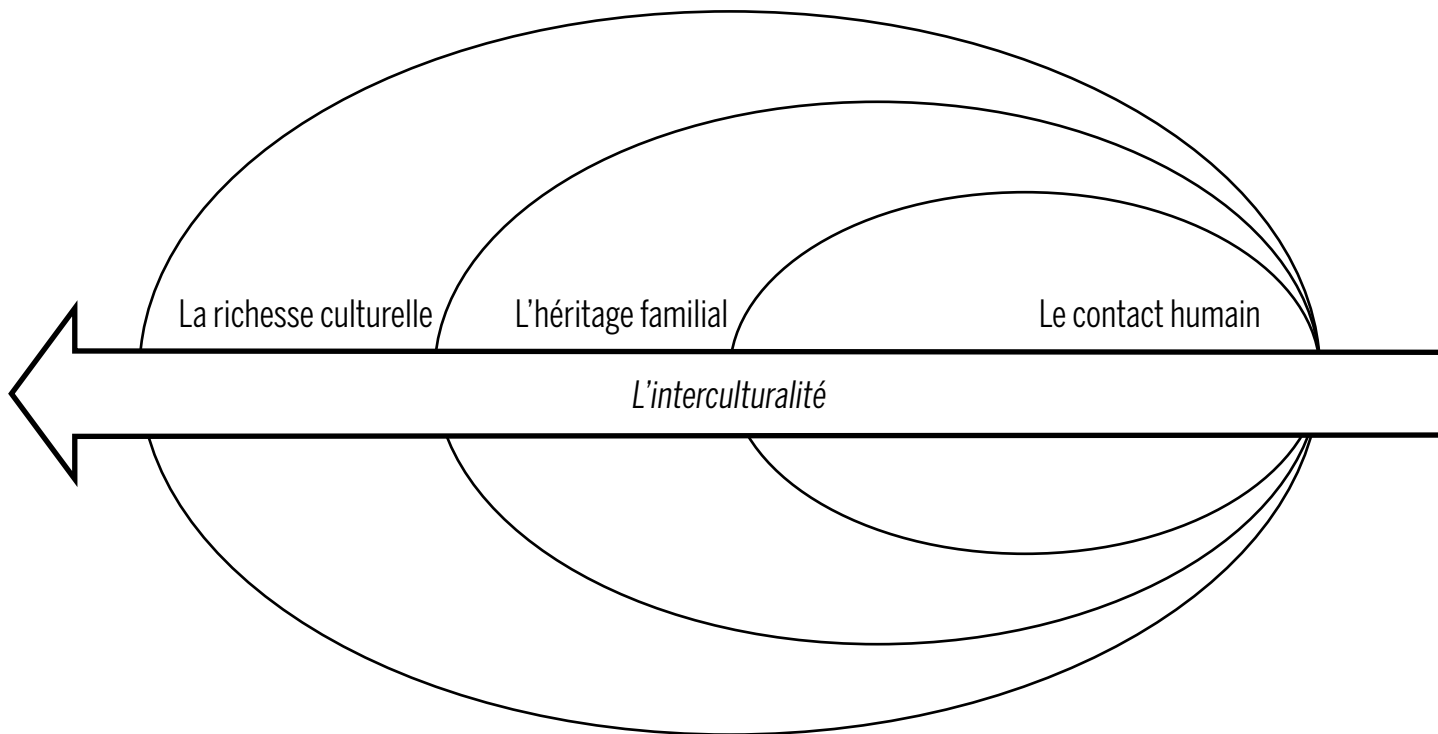 La richesse culturelle
L'héritage familial
Le contact humain
L'interculturalité